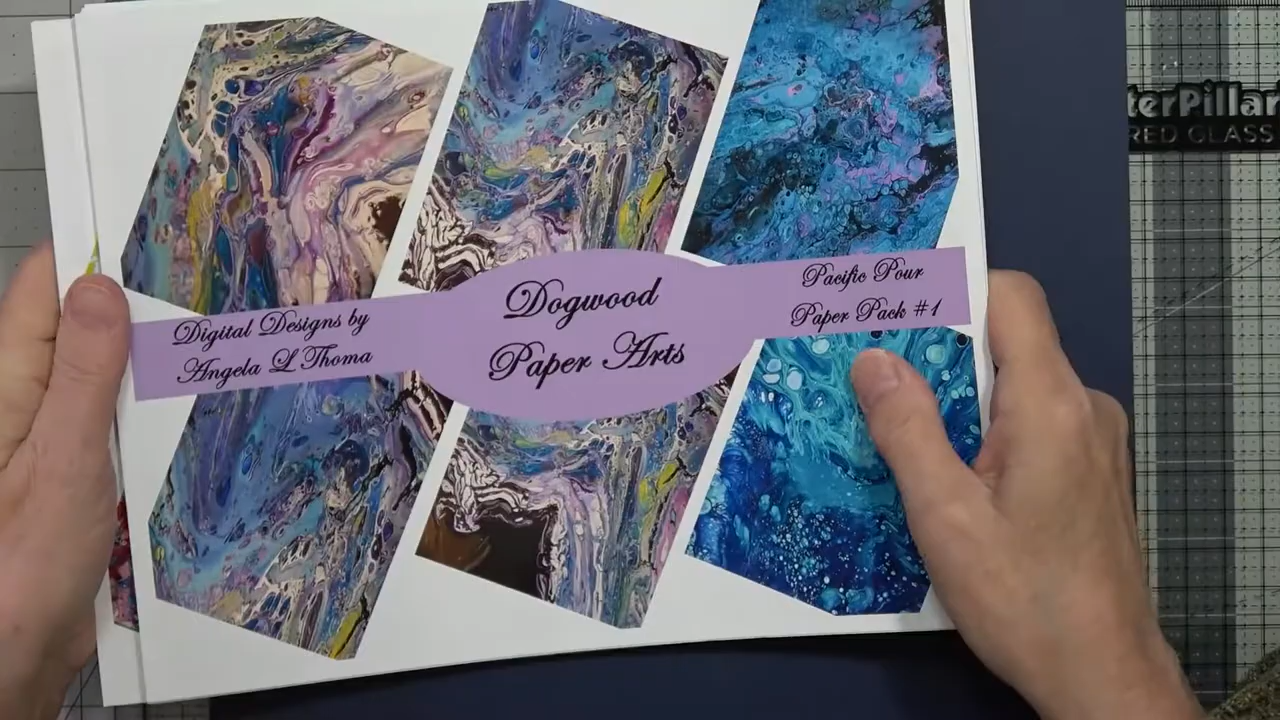 Digital Designs by
Angela L Thoma
Dogwood
Paper Arts
Pacific Pour
Paper Pack #1
terPillar
RED GLASS